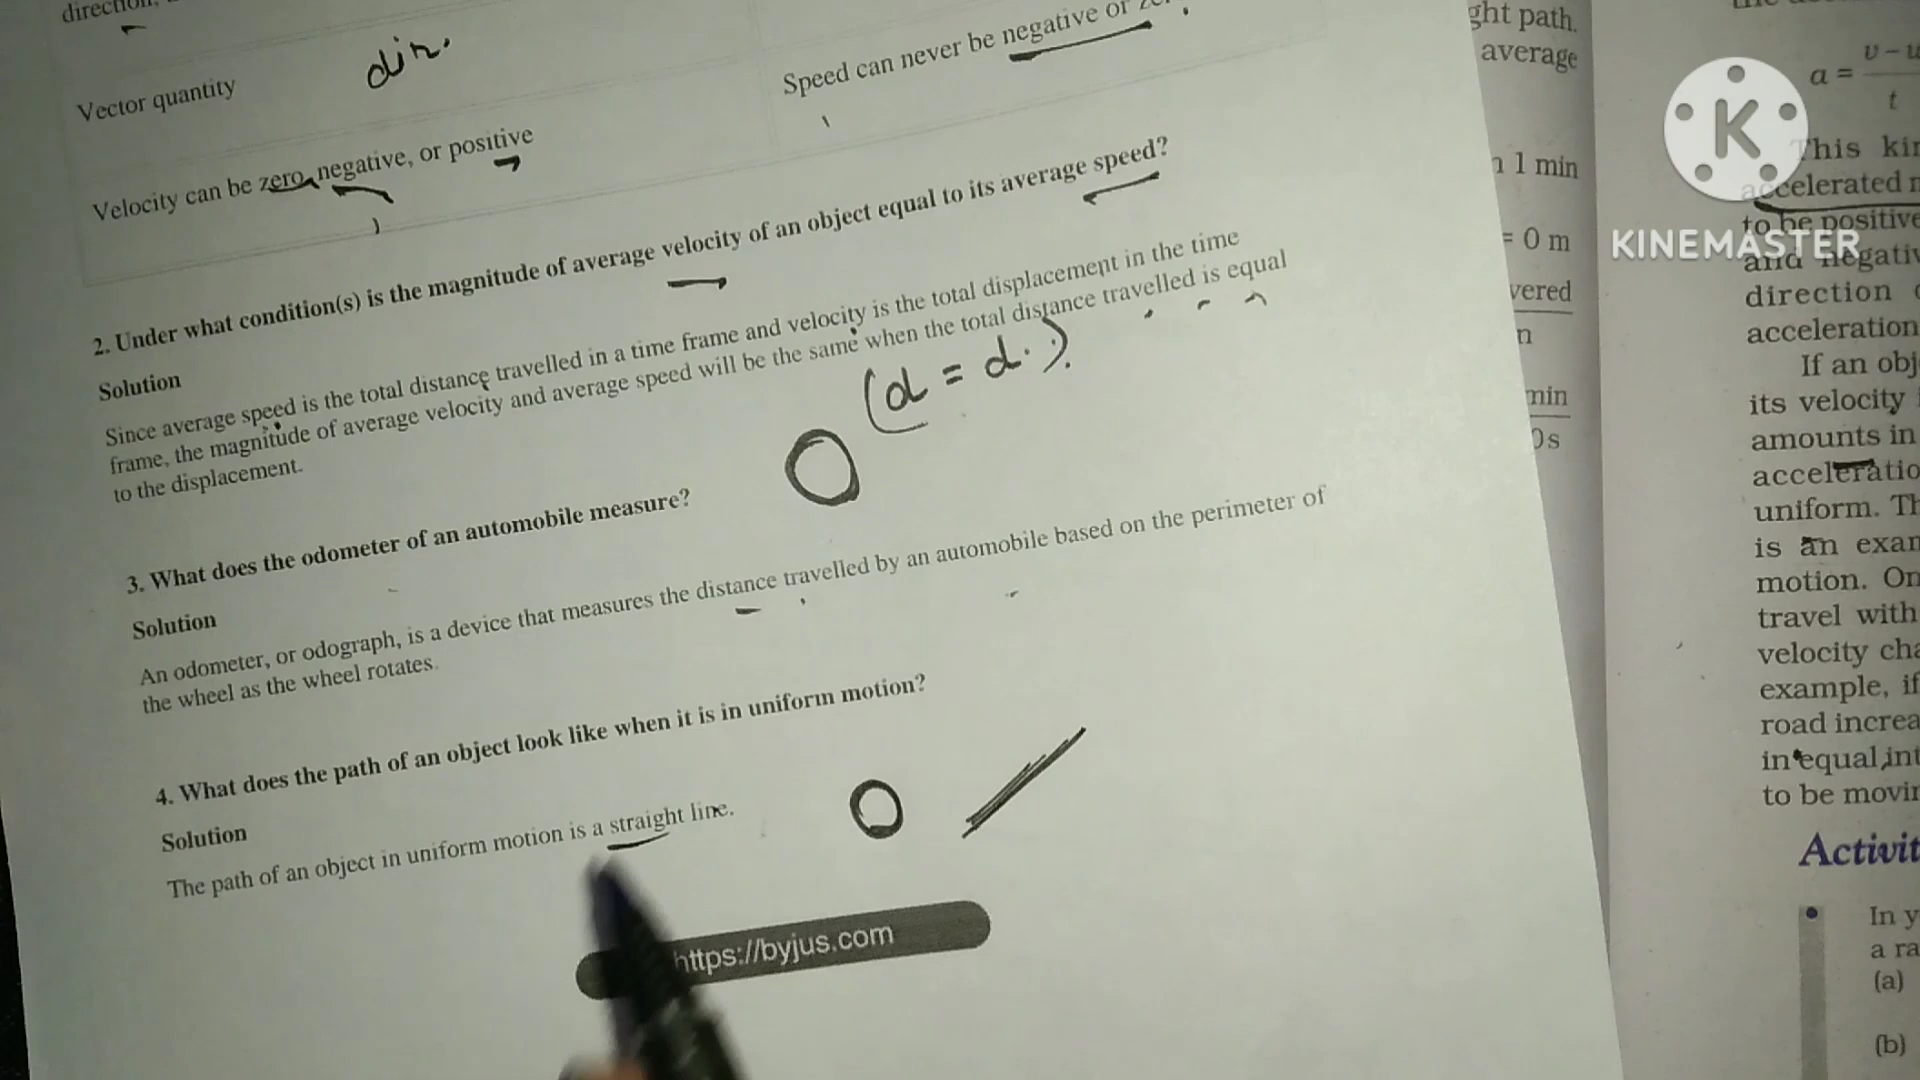 direction,
Vector quantity
dir.
Speed can never be negative or
Velocity can be zero, negative, or positive
2. Under what condition(s) is the magnitude of average velocity of an object equal to its average speed?
Solution
Since average speed is the total distance travelled in a time frame and velocity is the total displacement in the time
frame, the magnitude of average velocity and average speed will be the same when the total distance travelled is equal
to the displacement.
(d = d.)
3. What does the odometer of an automobile measure?
Solution
An odometer, or odograph, is a device that measures the distance travelled by an automobile based on the perimeter of
the wheel as the wheel rotates.
4. What does the path of an object look like when it is in uniform motion?
Solution
The path of an object in uniform motion is a straight line.
https://byjus.com
ght path.
average
1 min
= 0 m
vered
n
min
0s
a = v – u
t
This kin
accelerated
to be positive
and negativ
direction
acceleration
If an obj
its velocity
amounts in
acceleratio
uniform. Th
is an exam
motion. On
travel with
velocity cha
example, if
road increa
in equal int
to be movin
Activit
In y
a ra
(a)
(b)
K
KINEMASTER